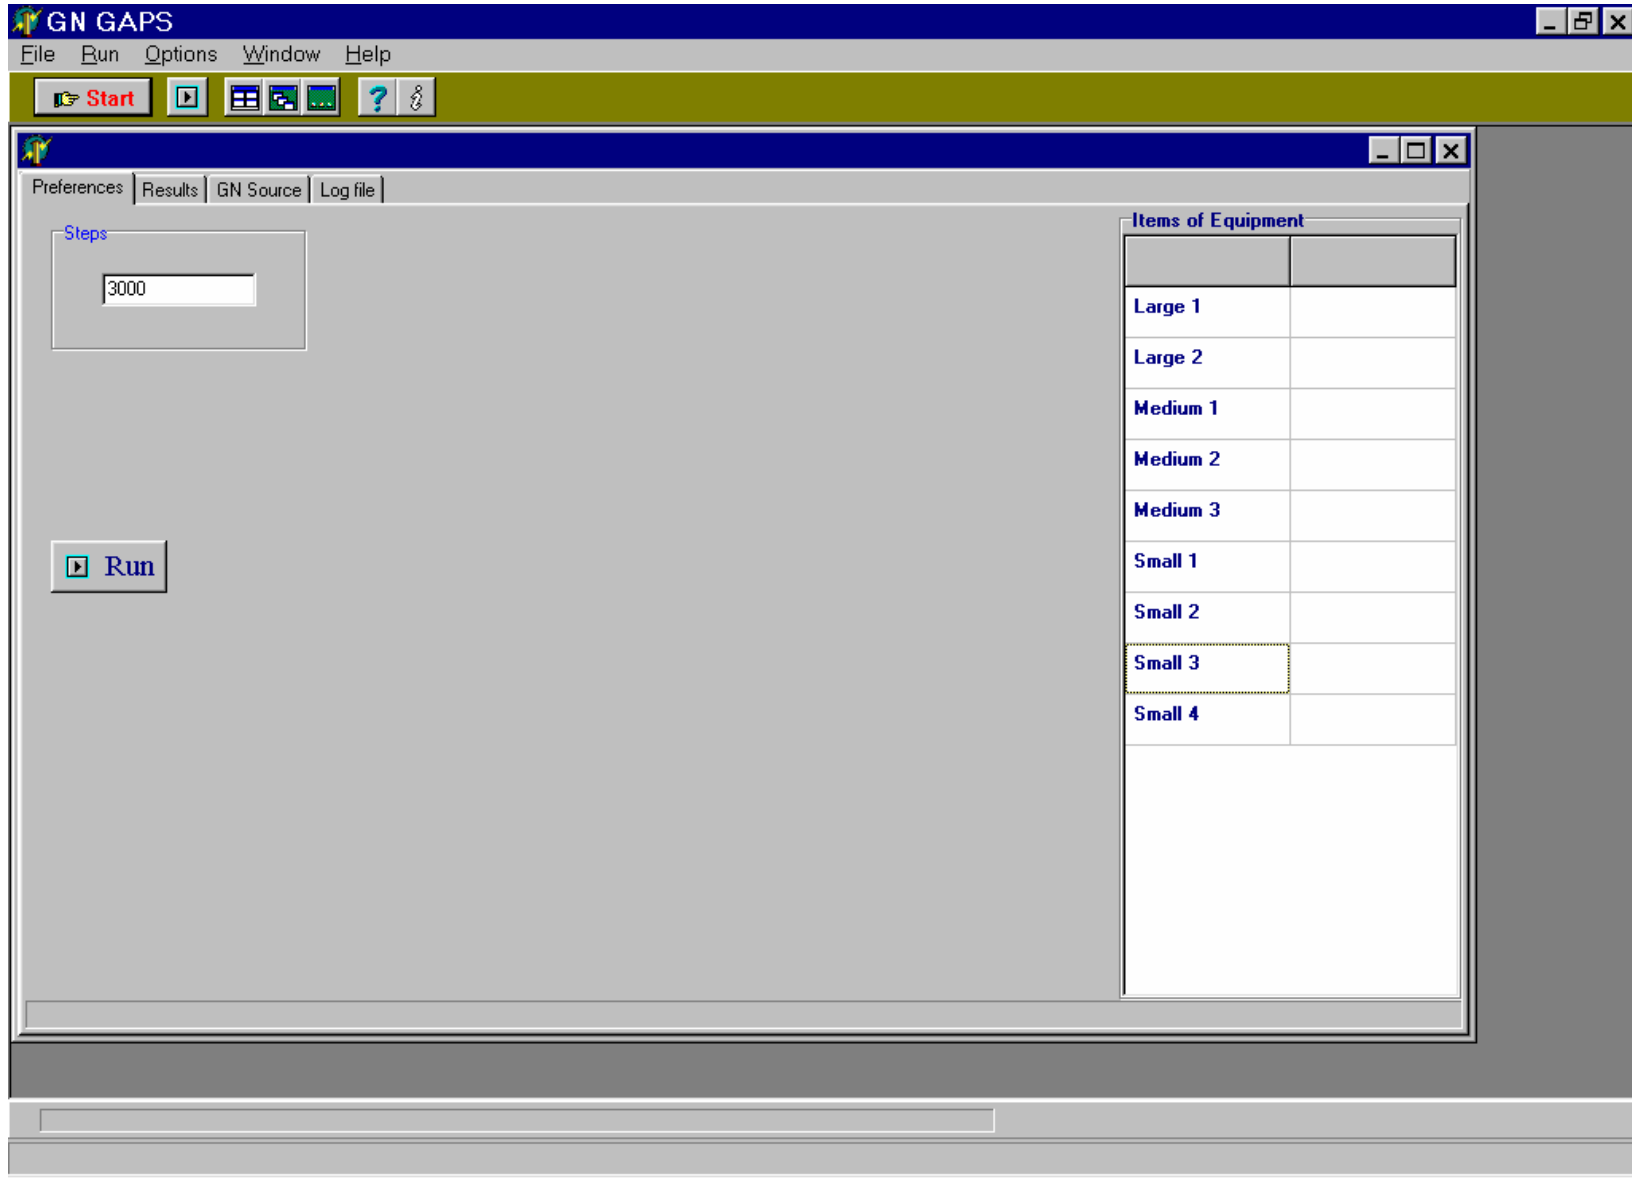 GN GAPS
File Run Options Window Help
Start
Preferences Results GN Source Log file
Steps
3000
Run
Items of Equipment
Large 1
Large 2
Medium 1
Medium 2
Medium 3
Small 1
Small 2
Small 3
Small 4